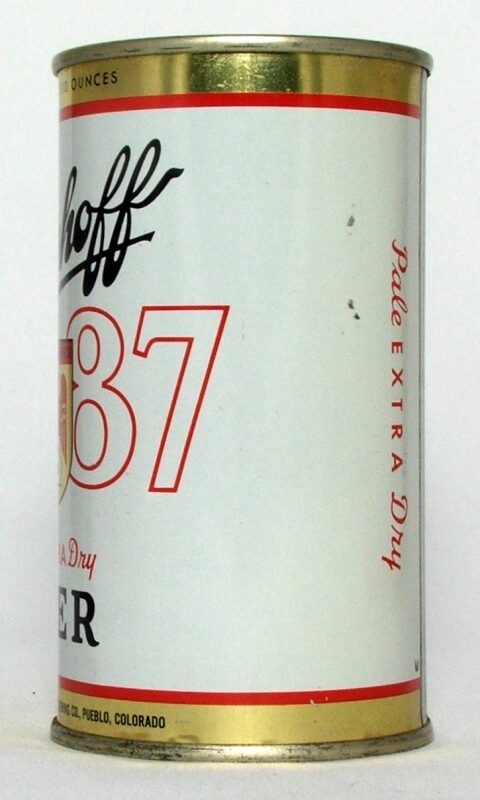 OUNCES
hoff
87
Dry
ER
CO., PUEBLO, COLORADO
Pale EXTRA Dry